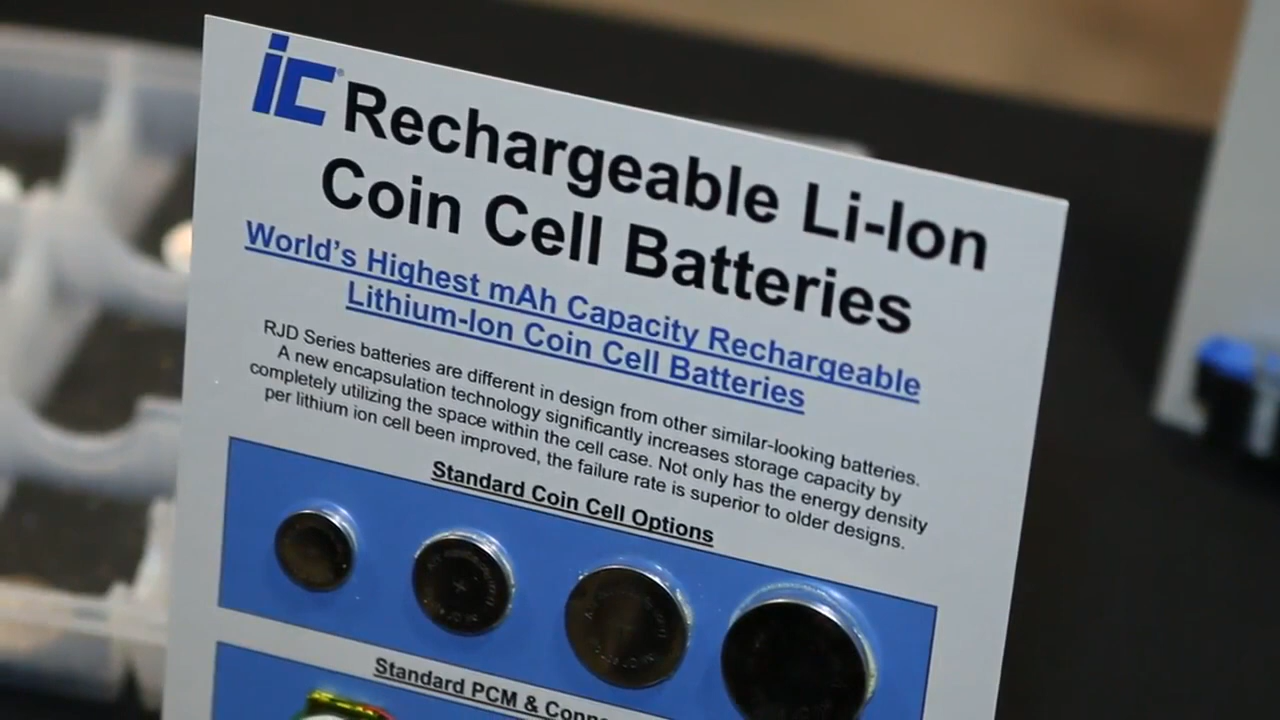 ic® Rechargeable Li-Ion
Coin Cell Batteries
World's Highest mAh Capacity Rechargeable
Lithium-Ion Coin Cell Batteries
RJD Series batteries are different in design from other similar-looking batteries.
A new encapsulation technology significantly increases storage capacity by
completely utilizing the space within the cell case. Not only has the energy density
per lithium ion cell been improved, the failure rate is superior to older designs.
Standard Coin Cell Options
Standard PCM &